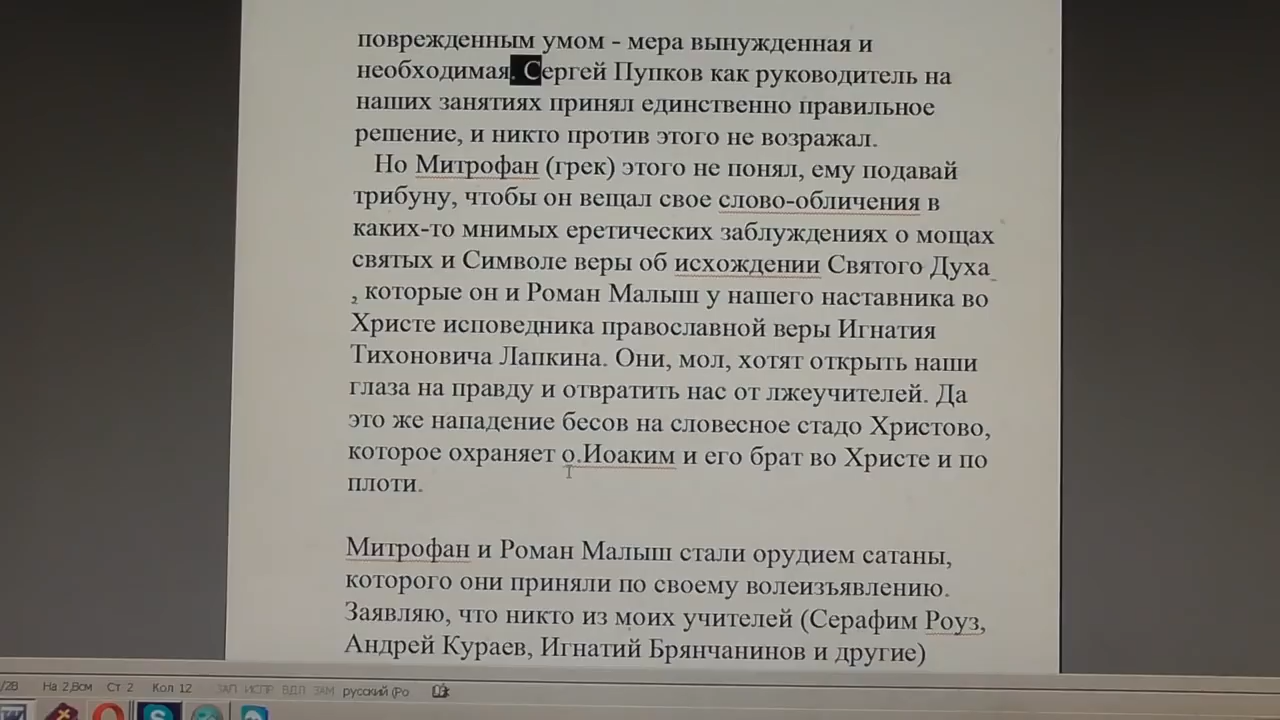 поврежденным умом - мера вынужденная и
необходимая. Сергей Пупков как руководитель на
наших занятиях принял единственно правильное
решение, и никто против этого не возражал.
Но Митрофан (грек) этого не понял, ему подавай
трибуну, чтобы он вещал свое слово-обличения в
каких-то мнимых еретических заблуждениях о мощах
святых и Символе веры об исхождении Святого Духа
, которые он и Роман Малыш у нашего наставника во
Христе исповедника православной веры Игнатия
Тихоновича Лапкина. Они, мол, хотят открыть наши
глаза на правду и отвратить нас от лжеучителей. Да
это же нападение бесов на словесное стадо Христово,
которое охраняет о.Иоаким и его брат во Христе и по
плоти.
Митрофан и Роман Малыш стали орудием сатаны,
которого они приняли по своему волеизъявлению.
Заявляю, что никто из моих учителей (Серафим Роуз,
Андрей Кураев, Игнатий Брянчанинов и другие)
/28 На 2,8см Ст 2 Кол 12 ЗАП ИСПР ВДЛ ЗАМ русский (Ро